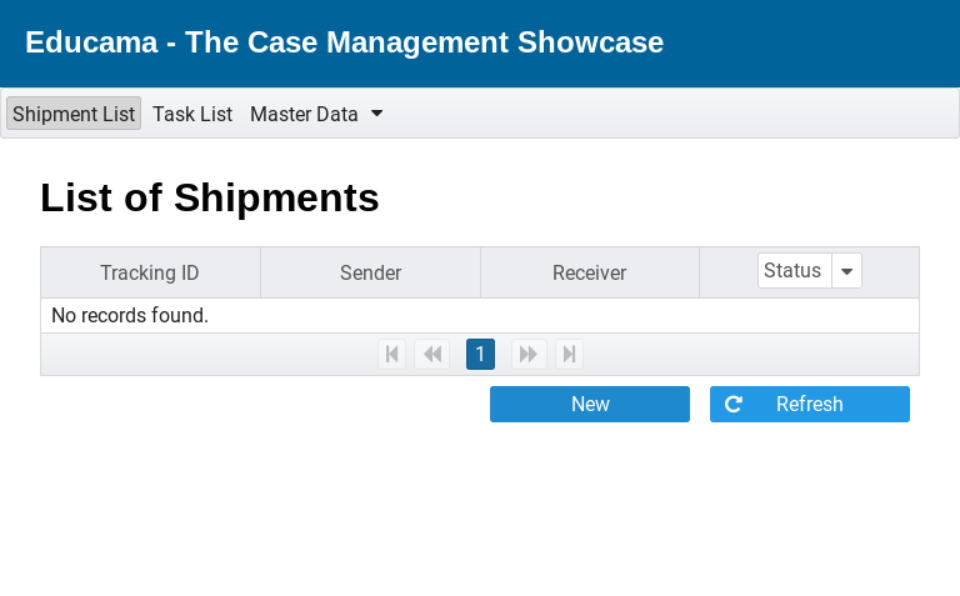 Educama - The Case Management Showcase
Shipment List Task List Master Data
List of Shipments
Tracking ID Sender Receiver Status
No records found.
1
New Refresh